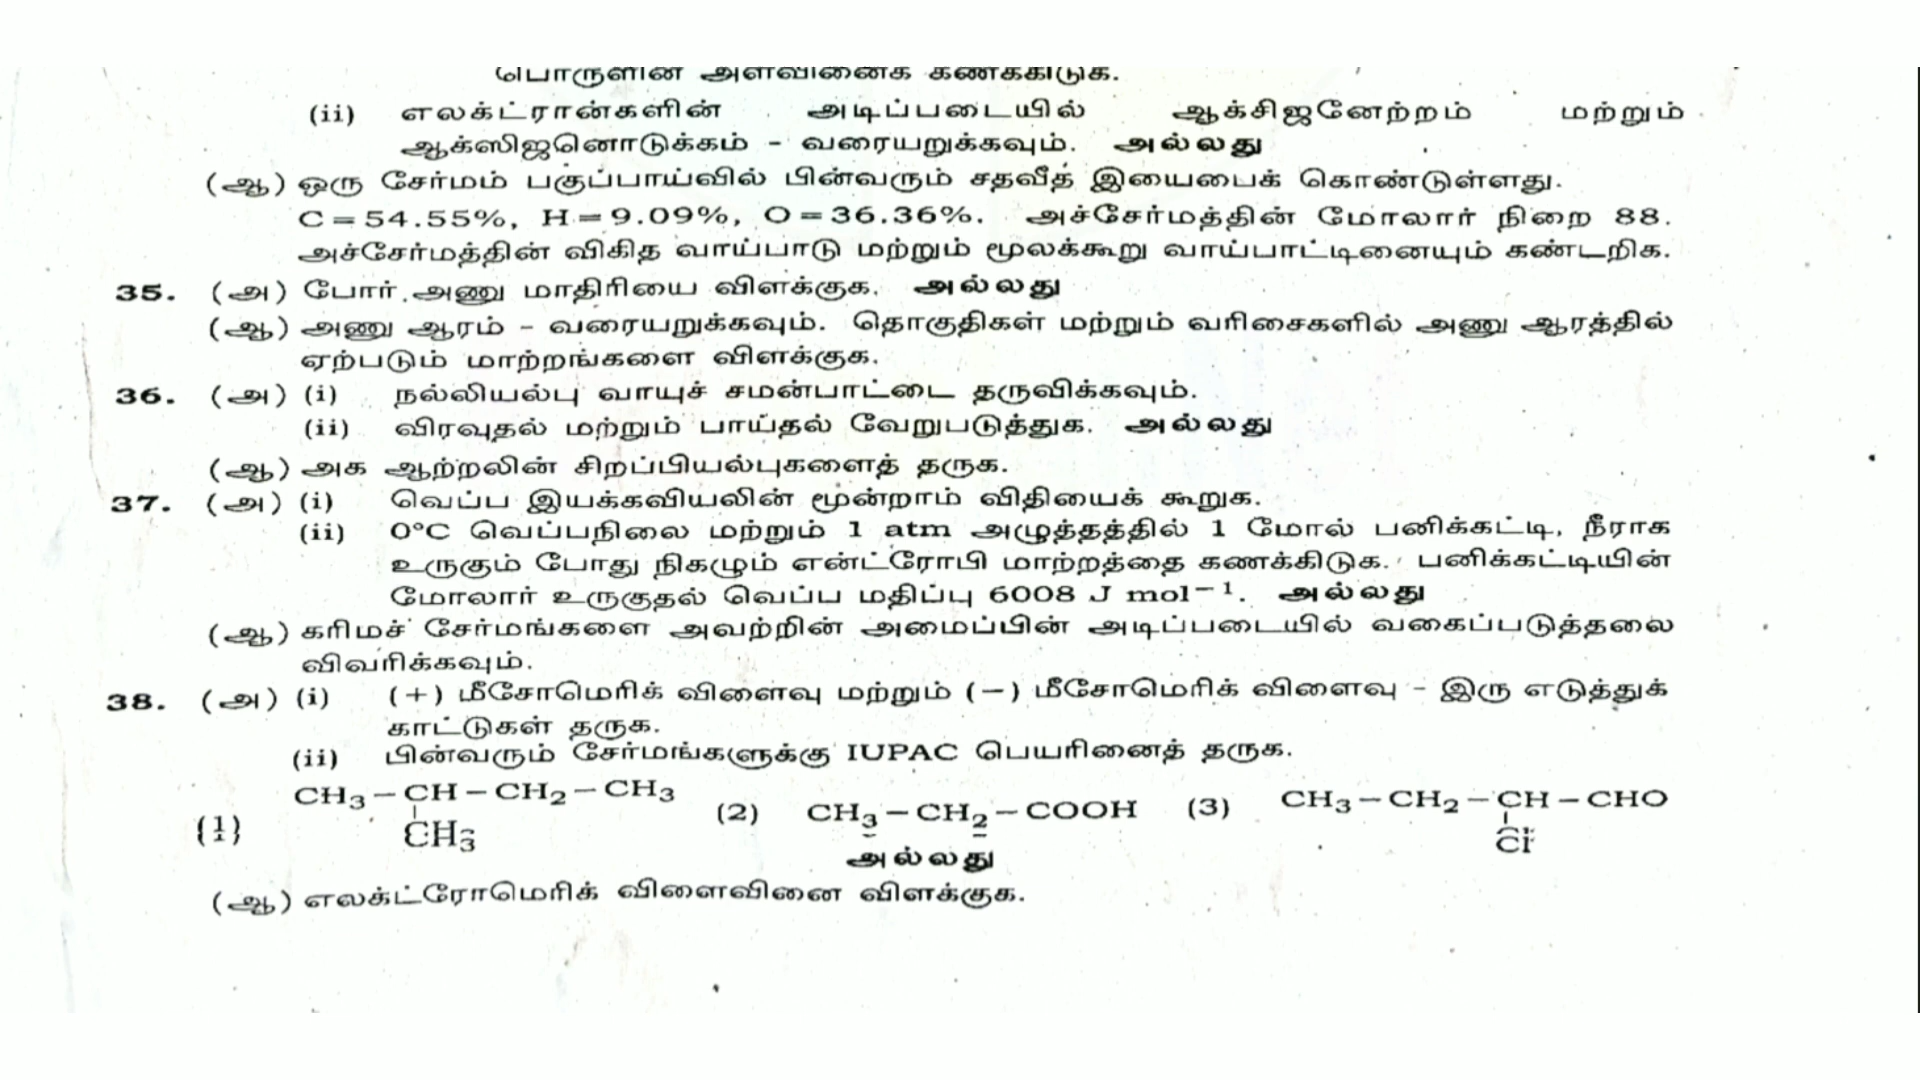 பொருளின் அளவினைக் கணக்கிடுக.
(ii) எலக்ட்ரான்களின் அடிப்படையில் ஆக்சிஜனேற்றம் மற்றும்
ஆக்ஸிஜனொடுக்கம் - வரையறுக்கவும். அல்லது
(ஆ) ஒரு சேர்மம் பகுப்பாய்வில் பின்வரும் சதவீத இயைபைக் கொண்டுள்ளது.
C = 54.55%, H = 9.09%, O = 36.36%. அச்சேர்மத்தின் மோலார் நிறை 88.
அச்சேர்மத்தின் விகித வாய்பாடு மற்றும் மூலக்கூறு வாய்பாட்டினையும் கண்டறிக.
35. (அ) போர் அணு மாதிரியை விளக்குக. அல்லது
(ஆ) அணு ஆரம் - வரையறுக்கவும். தொகுதிகள் மற்றும் வரிசைகளில் அணு ஆரத்தில்
ஏற்படும் மாற்றங்களை விளக்குக.
36. (அ) (i) நல்லியல்பு வாயுச் சமன்பாட்டை தருவிக்கவும்.
(ii) விரவுதல் மற்றும் பாய்தல் வேறுபடுத்துக. அல்லது
(ஆ) அக ஆற்றலின் சிறப்பியல்புகளைத் தருக.
37. (அ) (i) வெப்ப இயக்கவியலின் மூன்றாம் விதியைக் கூறுக.
(ii) 0°C வெப்பநிலை மற்றும் 1 atm அழுத்தத்தில் 1 மோல் பனிக்கட்டி, நீராக
உருகும் போது நிகழும் என்ட்ரோபி மாற்றத்தை கணக்கிடுக. பனிக்கட்டியின்
மோலார் உருகுதல் வெப்ப மதிப்பு 6008 J mol⁻¹. அல்லது
(ஆ) கரிமச் சேர்மங்களை அவற்றின் அமைப்பின் அடிப்படையில் வகைப்படுத்தலை
விவரிக்கவும்.
38. (அ) (i) (+) மீசோமெரிக் விளைவு மற்றும் (−) மீசோமெரிக் விளைவு - இரு எடுத்துக்
காட்டுகள் தருக.
(ii) பின்வரும் சேர்மங்களுக்கு IUPAC பெயரினைத் தருக.
(1) CH₃ − CH − CH₂ − CH₃ (2) CH₃ − CH₂ − COOH (3) CH₃ − CH₂ − CH − CHO
CH₃ Cl
அல்லது
(ஆ) எலக்ட்ரோமெரிக் விளைவினை விளக்குக.